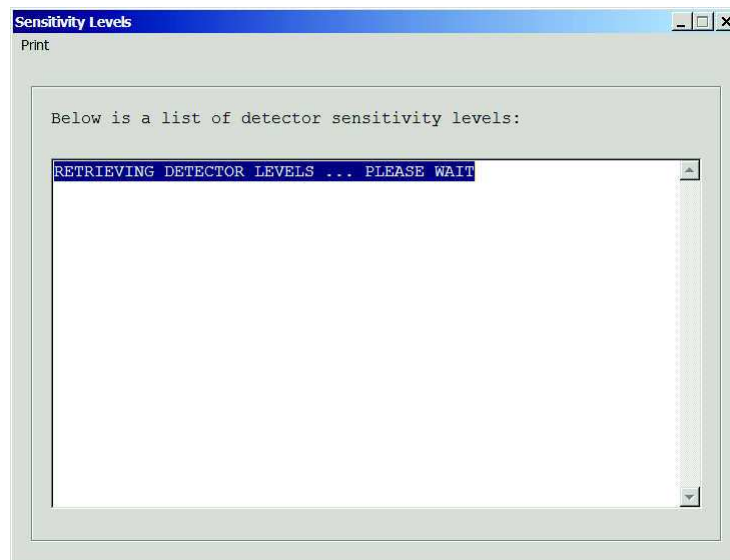 Sensitivity Levels
Print
Below is a list of detector sensitivity levels:
RETRIEVING DETECTOR LEVELS ... PLEASE WAIT